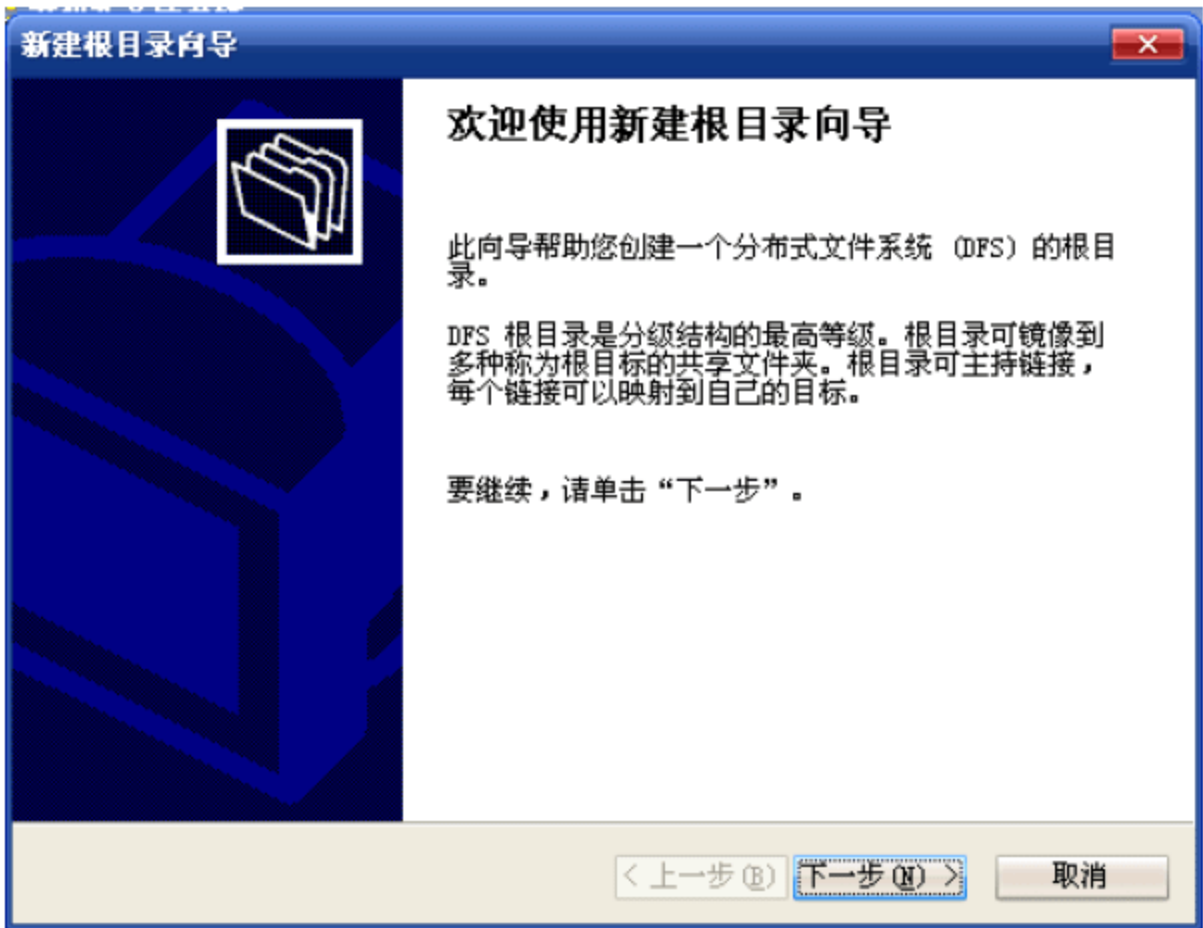 新建根目录向导
欢迎使用新建根目录向导
此向导帮助您创建一个分布式文件系统 (DFS) 的根目
录。
DFS 根目录是分级结构的最高等级。根目录可镜像到
多种称为根目标的共享文件夹。根目录可主持链接，
每个链接可以映射到自己的目标。
要继续，请单击“下一步”。
< 上一步(B) 下一步(N) > 取消